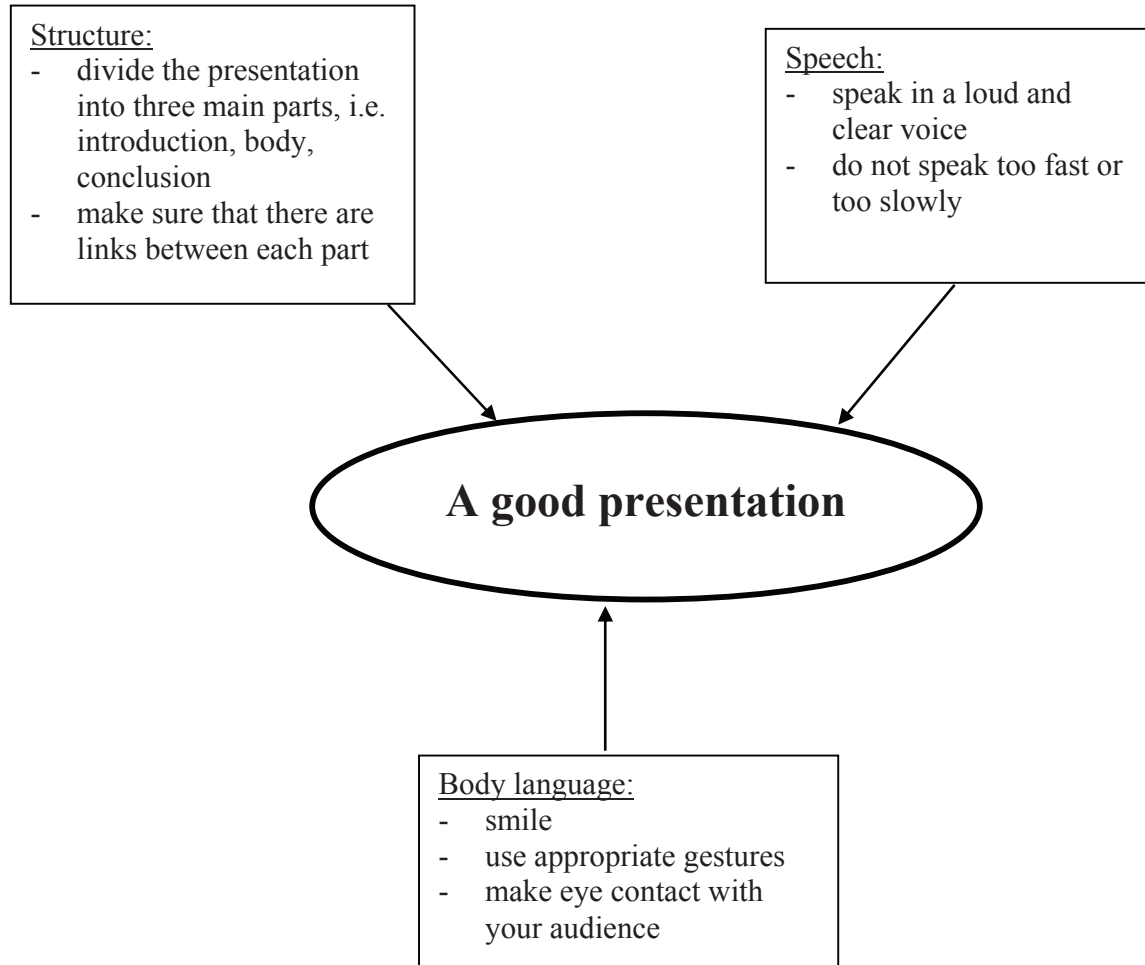 Structure:
- divide the presentation
into three main parts, i.e.
introduction, body,
conclusion
- make sure that there are
links between each part
Speech:
- speak in a loud and
clear voice
- do not speak too fast or
too slowly
A good presentation
Body language:
- smile
- use appropriate gestures
- make eye contact with
your audience